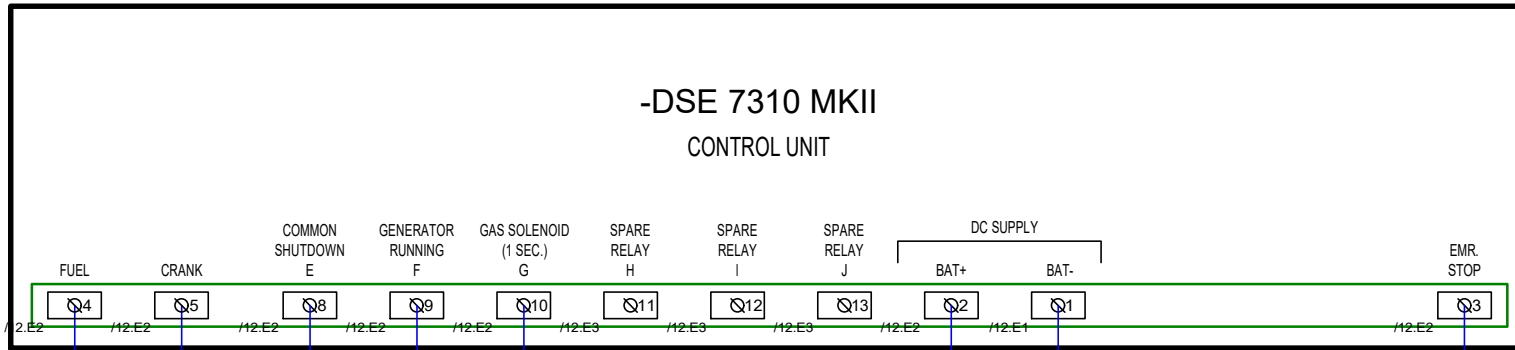 -DSE 7310 MKII
CONTROL UNIT
COMMON GENERATOR GAS SOLENOID SPARE SPARE SPARE DC SUPPLY
SHUTDOWN RUNNING (1 SEC.) RELAY RELAY RELAY EMR.
FUEL CRANK E F G H I J BAT+ BAT- STOP
4 5 8 9 10 11 12 13 2 1 3
/12.E2 /12.E2 /12.E2 /12.E2 /12.E2 /12.E3 /12.E3 /12.E3 /12.E2 /12.E1 /12.E2